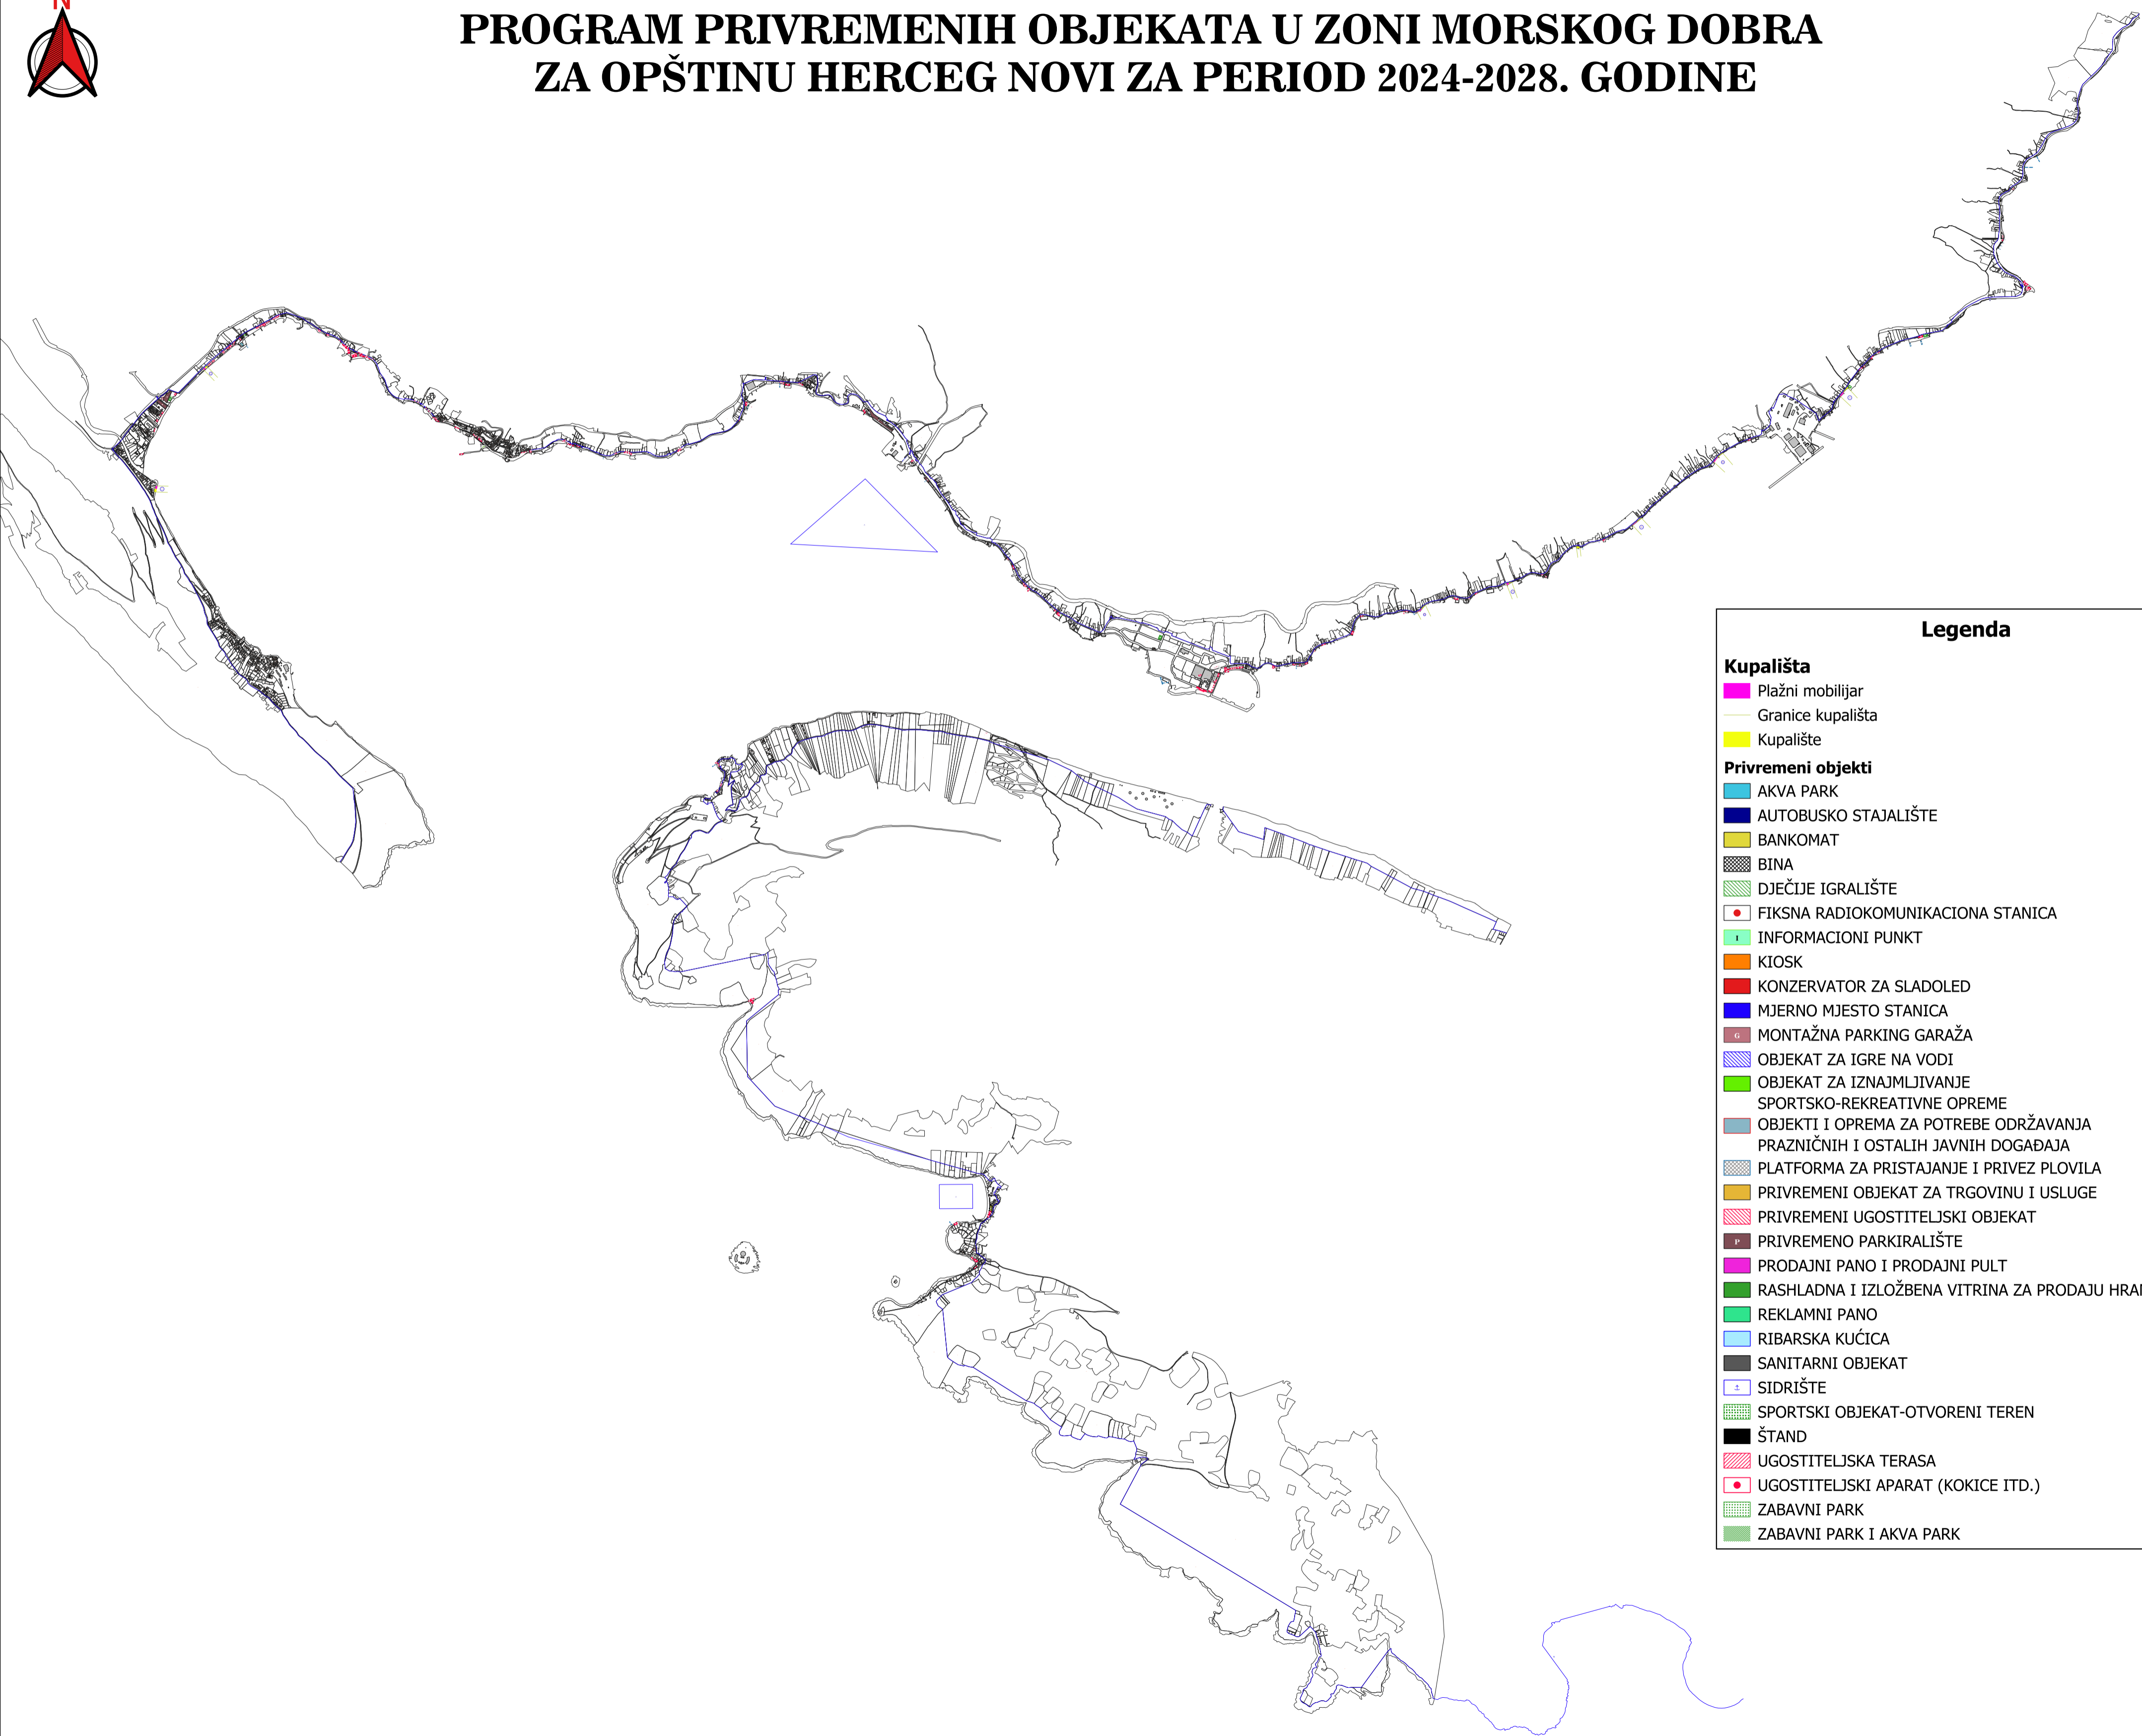 N
PROGRAM PRIVREMENIH OBJEKATA U ZONI MORSKOG DOBRA
ZA OPŠTINU HERCEG NOVI ZA PERIOD 2024-2028. GODINE
Legenda
Kupališta
Plažni mobilijar
Granice kupališta
Kupalište
Privremeni objekti
AKVA PARK
AUTOBUSKO STAJALIŠTE
BANKOMAT
BINA
DJEČIJE IGRALIŠTE
FIKSNA RADIOKOMUNIKACIONA STANICA
I INFORMACIONI PUNKT
KIOSK
KONZERVATOR ZA SLADOLED
MJERNO MJESTO STANICA
G MONTAŽNA PARKING GARAŽA
OBJEKAT ZA IGRE NA VODI
OBJEKAT ZA IZNAJMLJIVANJE
SPORTSKO-REKREATIVNE OPREME
OBJEKTI I OPREMA ZA POTREBE ODRŽAVANJA
PRAZNIČNIH I OSTALIH JAVNIH DOGAĐAJA
PLATFORMA ZA PRISTAJANJE I PRIVEZ PLOVILA
PRIVREMENI OBJEKAT ZA TRGOVINU I USLUGE
PRIVREMENI UGOSTITELJSKI OBJEKAT
P PRIVREMENO PARKIRALIŠTE
PRODAJNI PANO I PRODAJNI PULT
RASHLADNA I IZLOŽBENA VITRINA ZA PRODAJU
REKLAMNI PANO
RIBARSKA KUĆICA
SANITARNI OBJEKAT
SIDRIŠTE
SPORTSKI OBJEKAT-OTVORENI TEREN
ŠTAND
UGOSTITELJSKA TERASA
UGOSTITELJSKI APARAT (KOKICE ITD.)
ZABAVNI PARK
ZABAVNI PARK I AKVA PARK